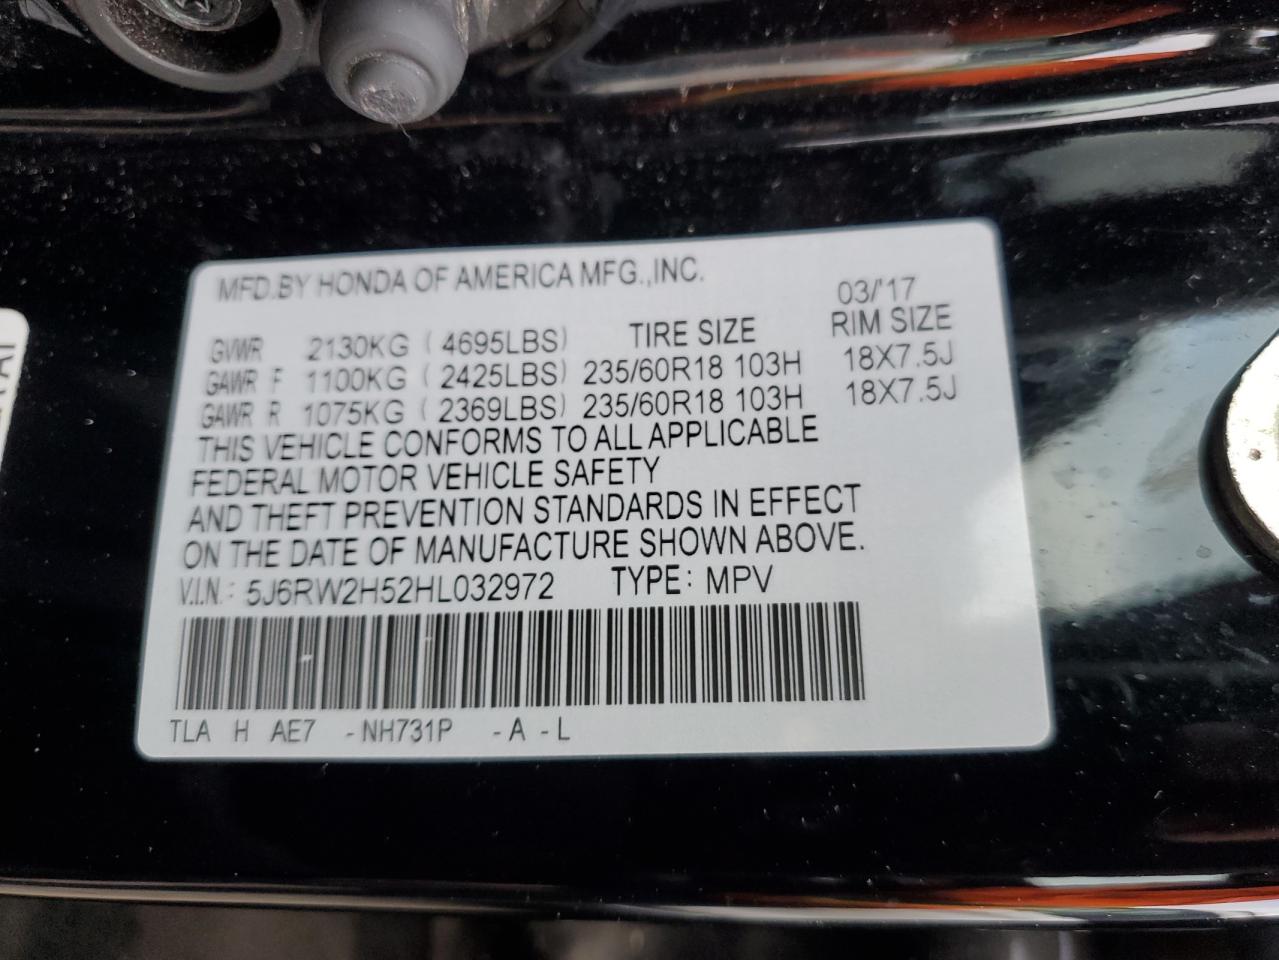 MFD.BY HONDA OF AMERICA MFG.,INC.
03/'17
GVWR 2130KG ( 4695LBS) TIRE SIZE RIM SIZE
GAWR F 1100KG ( 2425LBS) 235/60R18 103H 18X7.5J
GAWR R 1075KG ( 2369LBS) 235/60R18 103H 18X7.5J
THIS VEHICLE CONFORMS TO ALL APPLICABLE
FEDERAL MOTOR VEHICLE SAFETY
AND THEFT PREVENTION STANDARDS IN EFFECT
ON THE DATE OF MANUFACTURE SHOWN ABOVE.
V.I.N.: 5J6RW2H52HL032972 TYPE: MPV
TLA H AE7 -NH731P -A -L